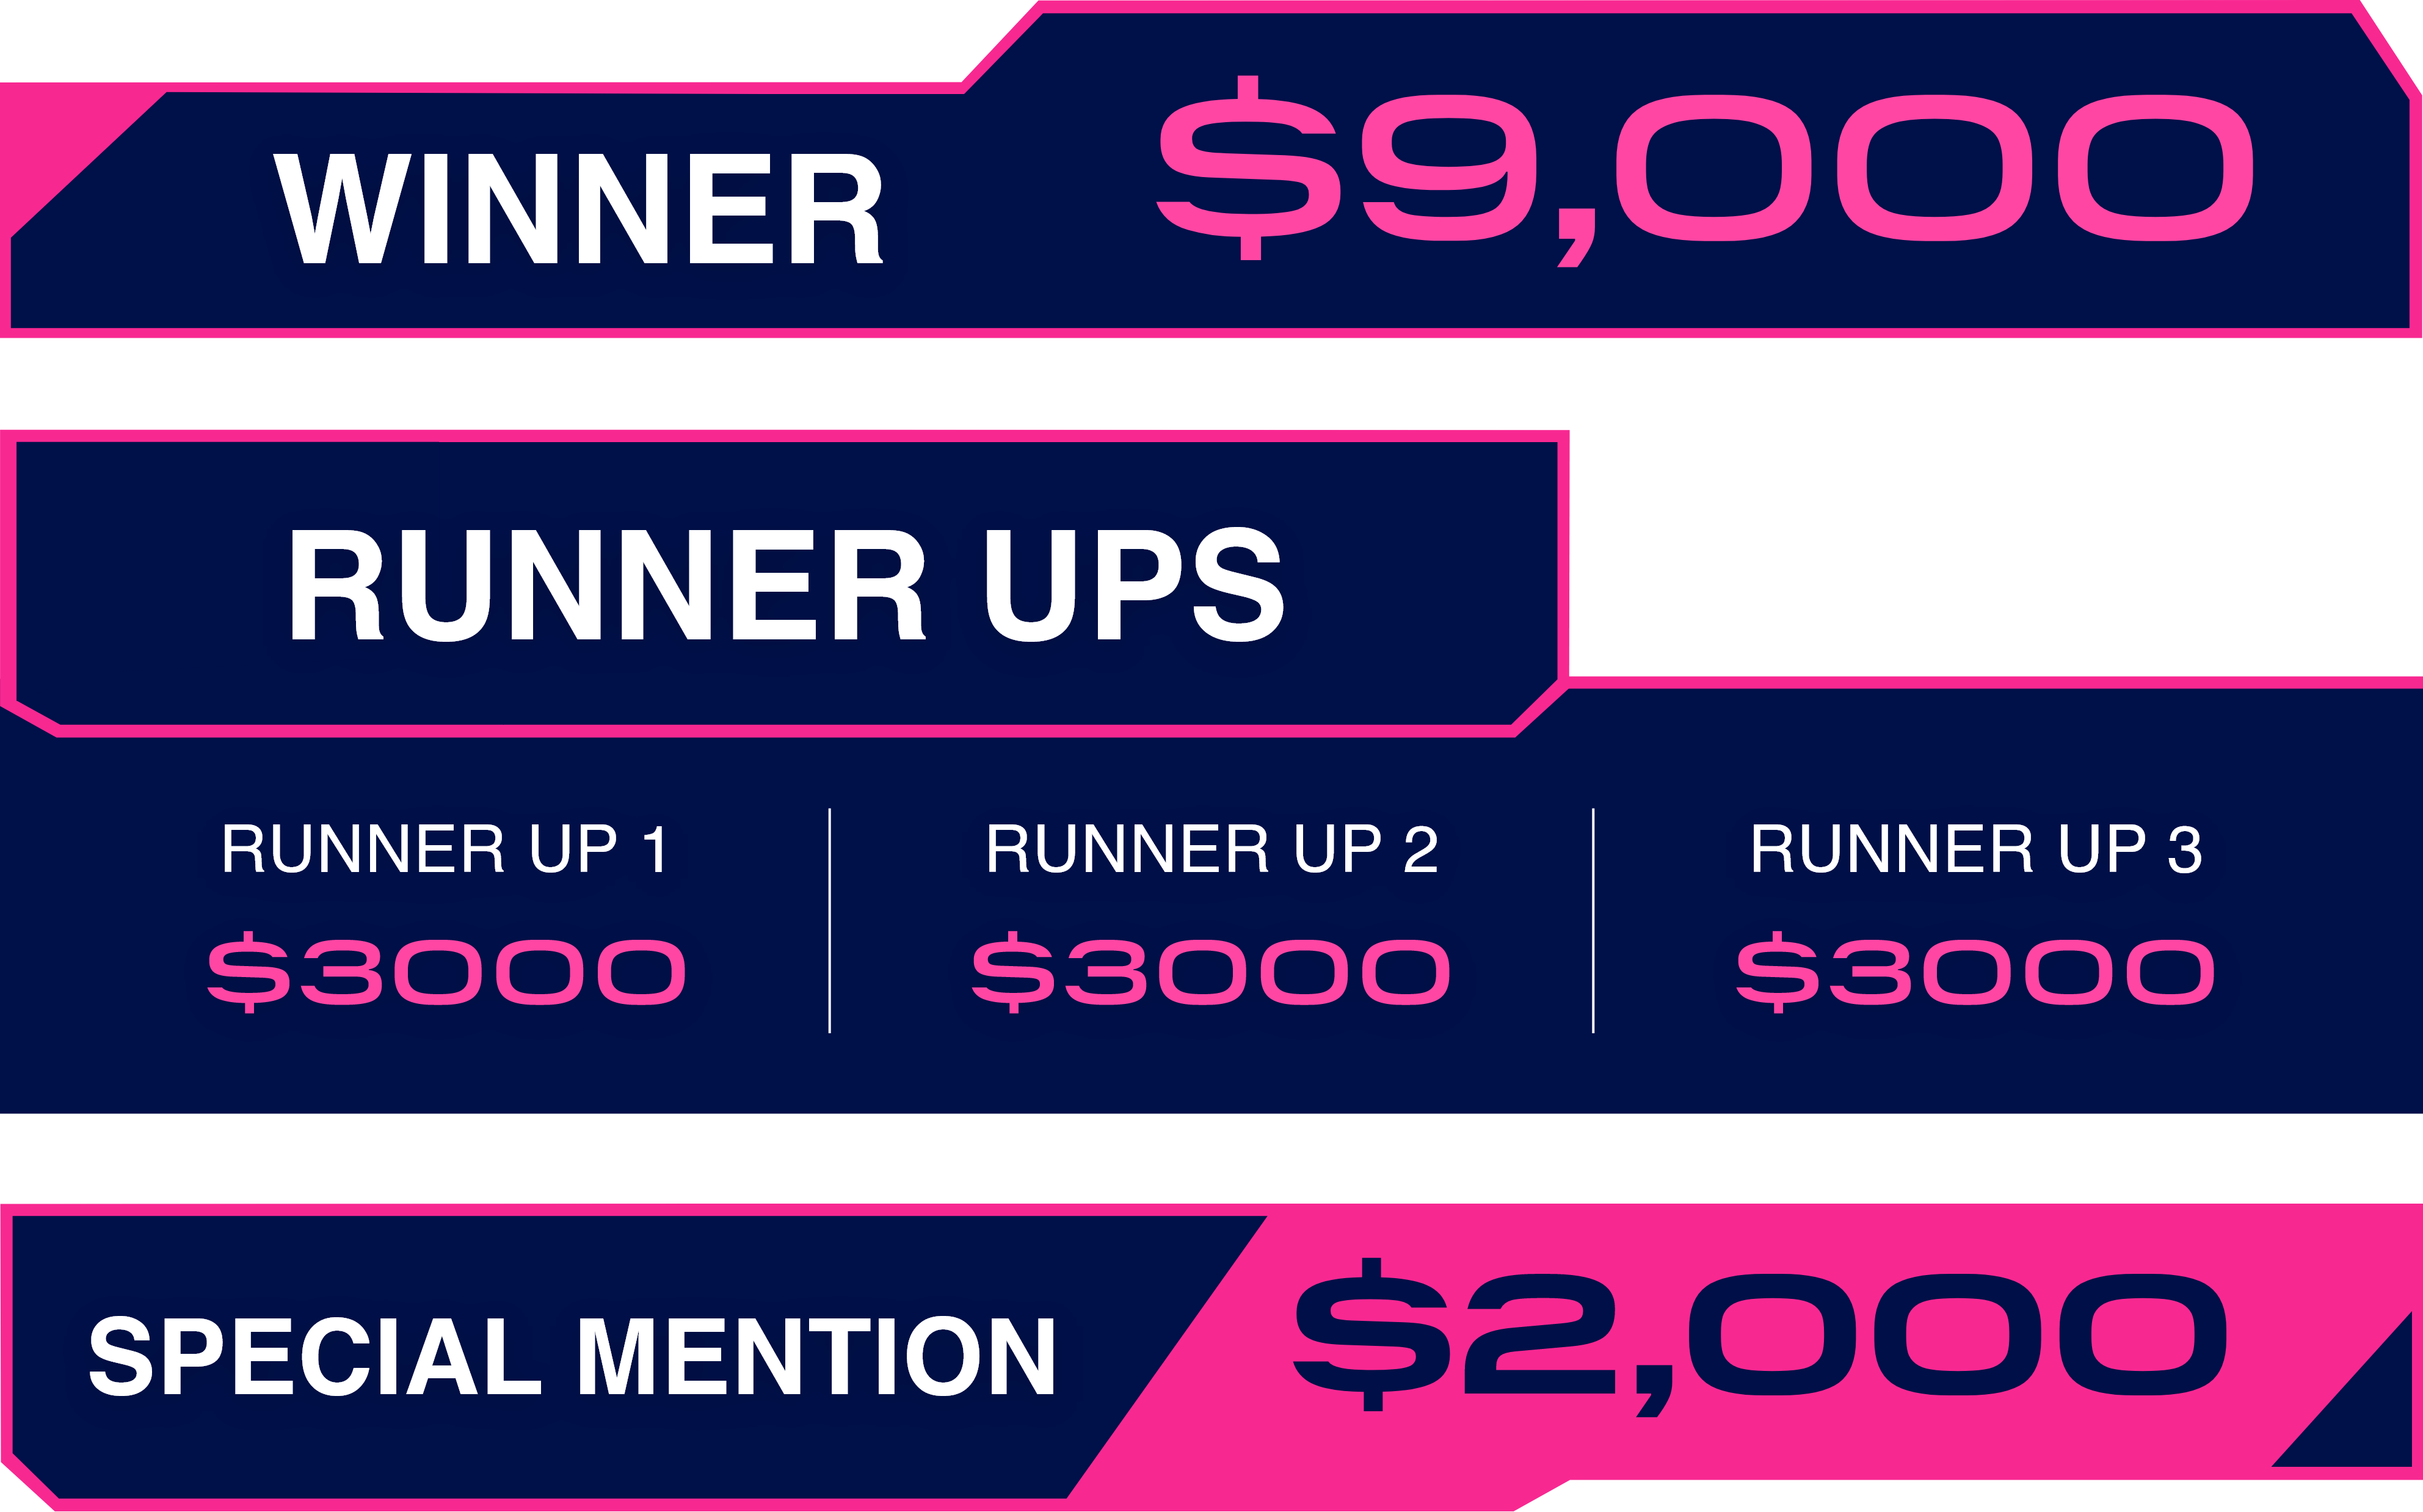 WINNER
$9,000
RUNNER UPS
RUNNER UP 1
$3000
RUNNER UP 2
$3000
RUNNER UP 3
$3000
SPECIAL MENTION
$2,000